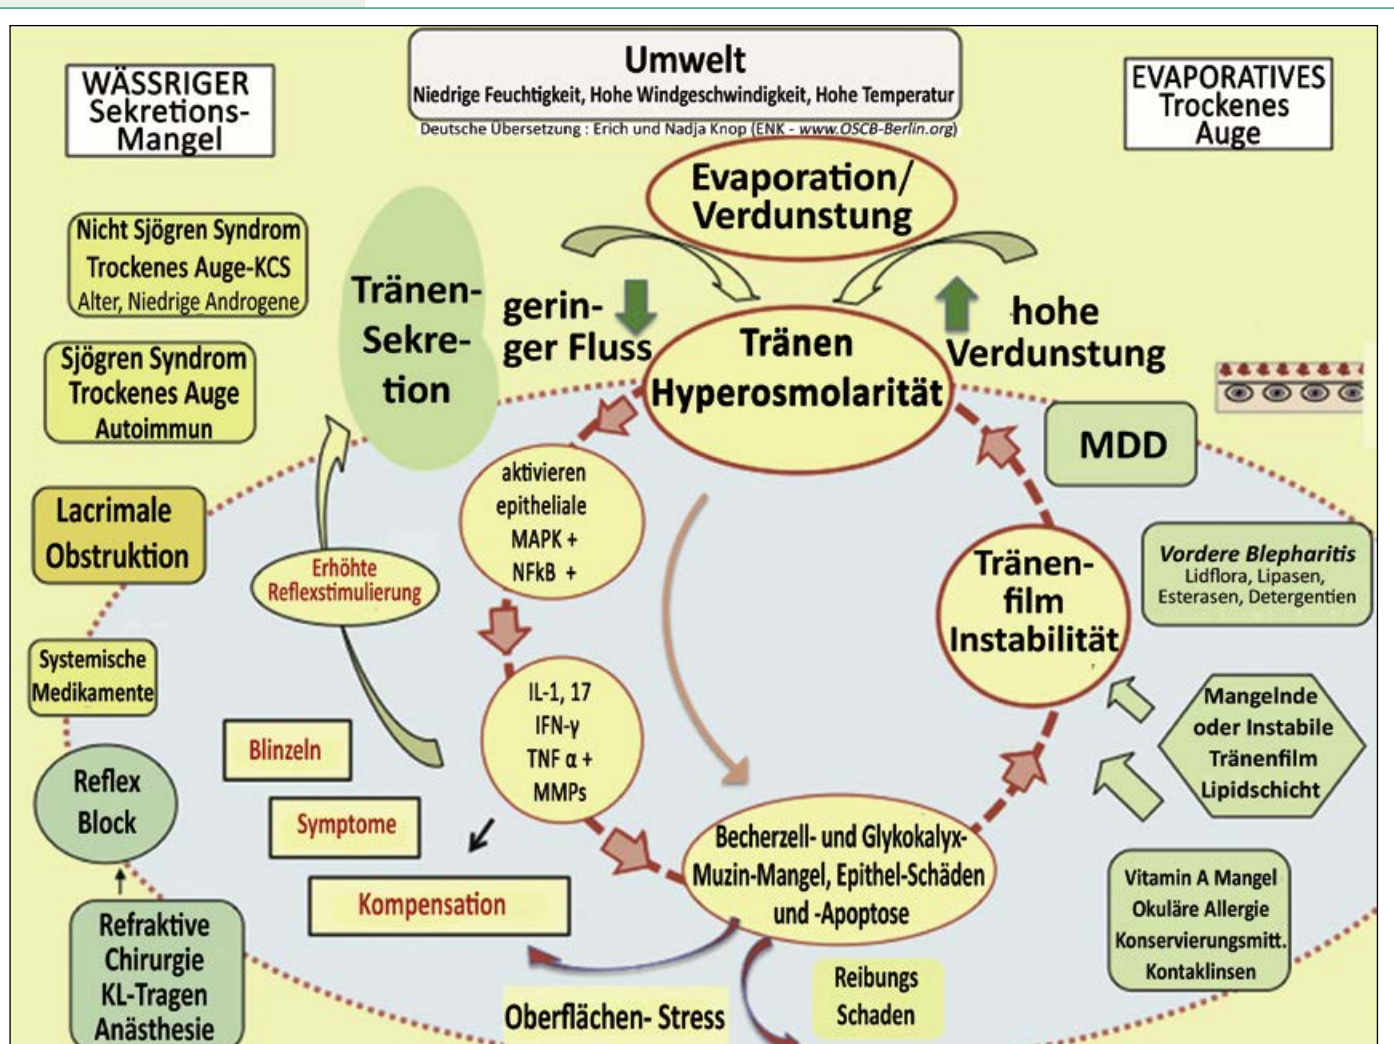 Umwelt
Niedrige Feuchtigkeit, Hohe Windgeschwindigkeit, Hohe Temperatur
Deutsche Übersetzung : Erich und Nadja Knop (ENK - www.OSCB-Berlin.org)
WÄSSRIGER
Sekretions-
Mangel
EVAPORATIVES
Trockenes
Auge
Evaporation/
Verdunstung
Nicht Sjögren Syndrom
Trockenes Auge-KCS
Alter, Niedrige Androgene
Sjögren Syndrom
Trockenes Auge
Autoimmun
Tränen-
Sekre-
tion
gerin-
ger Fluss
Tränen
Hyperosmolarität
hohe
Verdunstung
MDD
Lacrimale
Obstruktion
aktivieren
epitheliale
MAPK +
NFkB +
Erhöhte
Reflexstimulierung
Tränen-
film
Instabilität
Vordere Blepharitis
Lidflora, Lipasen,
Esterasen, Detergentien
Systemische
Medikamente
IL-1, 17
IFN-γ
TNF α +
MMPs
Mangelnde
oder Instabile
Tränenfilm
Lipidschicht
Blinzeln
Reflex
Block
Symptome
Kompensation
Becherzell- und Glykokalyx-
Muzin-Mangel, Epithel-Schäden
und -Apoptose
Vitamin A Mangel
Okuläre Allergie
Konservierungsmitt.
Kontaklinsen
Refraktive
Chirurgie
KL-Tragen
Anästhesie
Oberflächen- Stress
Reibungs
Schaden